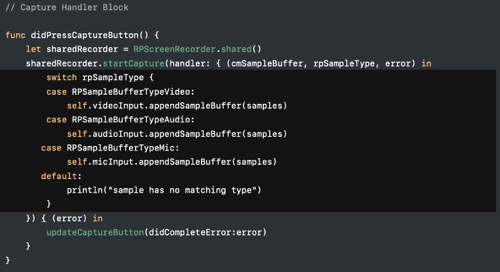 // Capture Handler Block
func didPressCaptureButton() {
let sharedRecorder = RPScreenRecorder.shared()
sharedRecorder.startCapture(handler: { (cmSampleBuffer, rpSampleType, error) in
switch rpSampleType {
case RPSampleBufferTypeVideo:
self.videoInput.appendSampleBuffer(samples)
case RPSampleBufferTypeAudio:
self.audioInput.appendSampleBuffer(samples)
case RPSampleBufferTypeMic:
self.micInput.appendSampleBuffer(samples)
default:
println("sample has no matching type")
}
}) { (error) in
updateCaptureButton(didCompleteError:error)
}
}